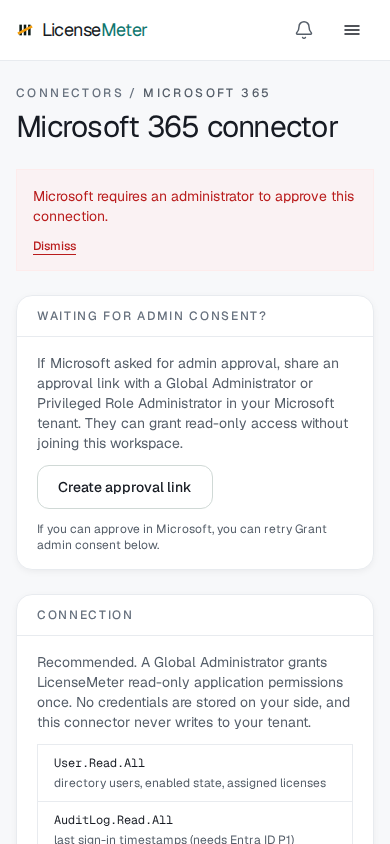 LicenseMeter
CONNECTORS / MICROSOFT 365
Microsoft 365 connector
Microsoft requires an administrator to approve this
connection.
Dismiss
WAITING FOR ADMIN CONSENT?
If Microsoft asked for admin approval, share an
approval link with a Global Administrator or
Privileged Role Administrator in your Microsoft
tenant. They can grant read-only access without
joining this workspace.
Create approval link
If you can approve in Microsoft, you can retry Grant
admin consent below.
CONNECTION
Recommended. A Global Administrator grants
LicenseMeter read-only application permissions
once. No credentials are stored on your side, and
this connector never writes to your tenant.
User.Read.All
directory users, enabled state, assigned licenses
AuditLog.Read.All
last sign-in timestamps (needs Entra ID P1)